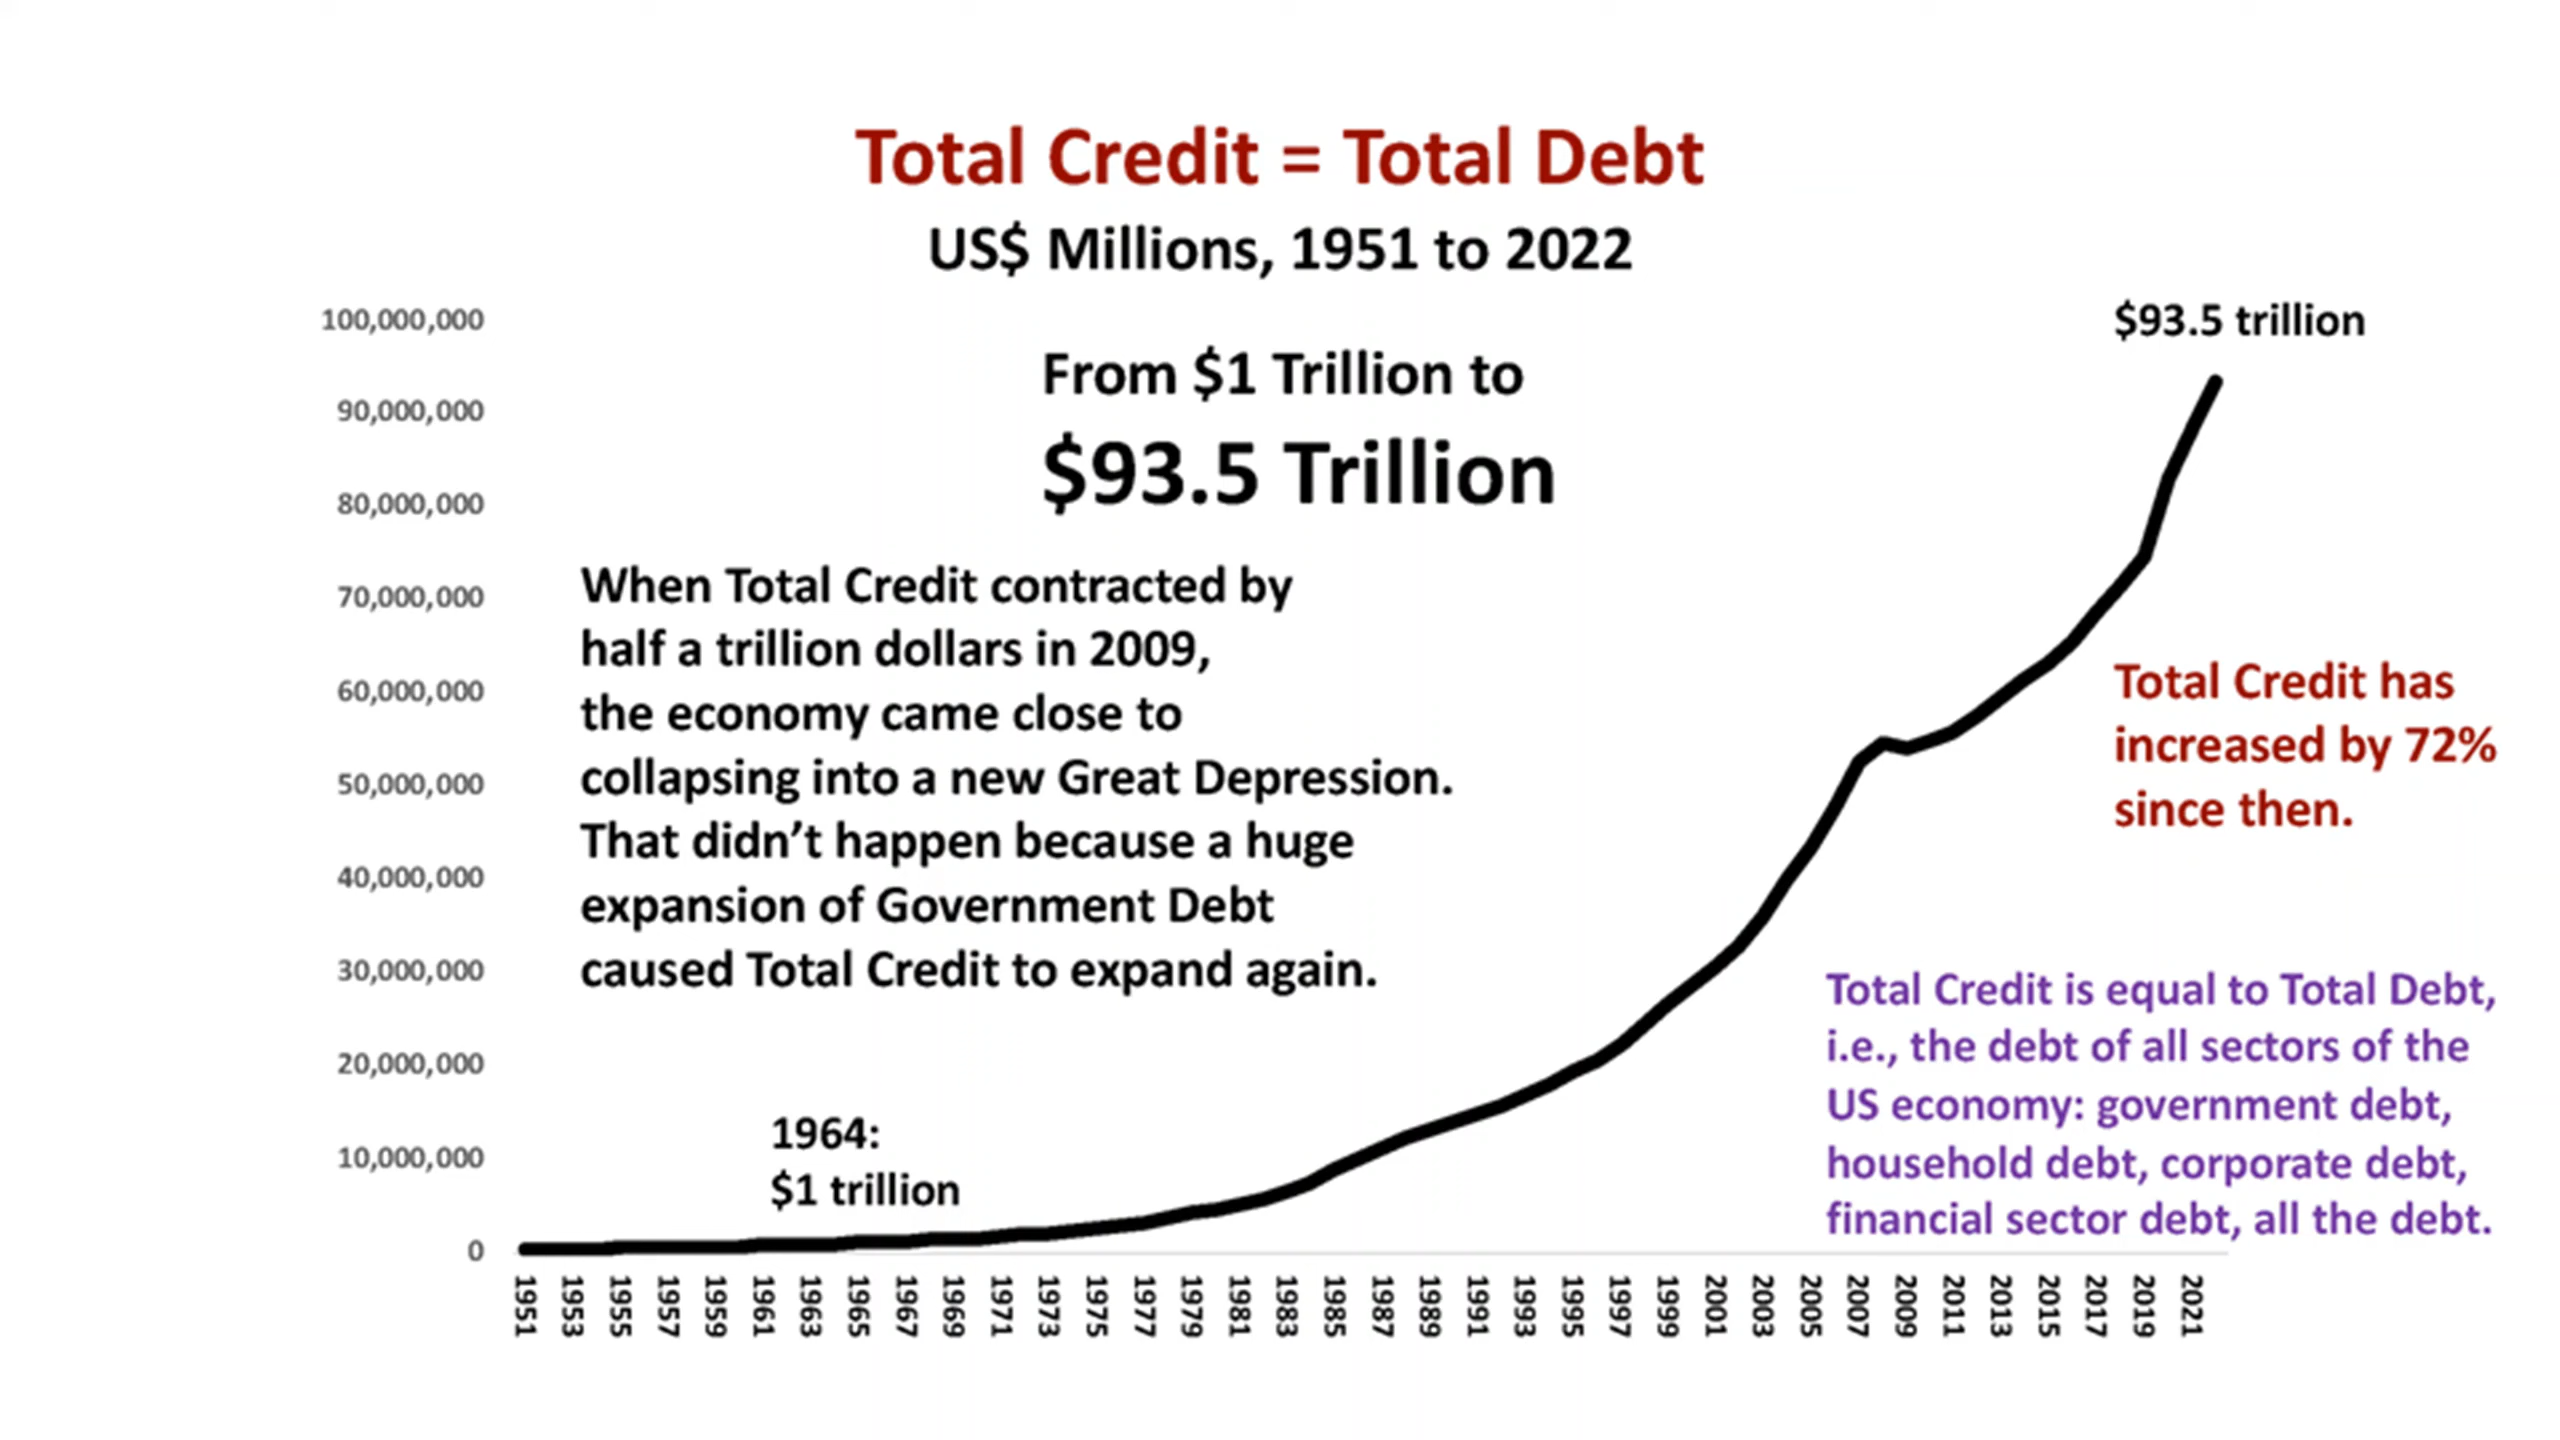 Total Credit = Total Debt
US$ Millions, 1951 to 2022
100,000,000
90,000,000
80,000,000
70,000,000
60,000,000
50,000,000
40,000,000
30,000,000
20,000,000
10,000,000
0
From $1 Trillion to
$93.5 Trillion
When Total Credit contracted by
half a trillion dollars in 2009,
the economy came close to
collapsing into a new Great Depression.
That didn’t happen because a huge
expansion of Government Debt
caused Total Credit to expand again.
1964:
$1 trillion
$93.5 trillion
Total Credit has
increased by 72%
since then.
Total Credit is equal to Total Debt,
i.e., the debt of all sectors of the
US economy: government debt,
household debt, corporate debt,
financial sector debt, all the debt.
1951
1953
1955
1957
1959
1961
1963
1965
1967
1969
1971
1973
1975
1977
1979
1981
1983
1985
1987
1989
1991
1993
1995
1997
1999
2001
2003
2005
2007
2009
2011
2013
2015
2017
2019
2021